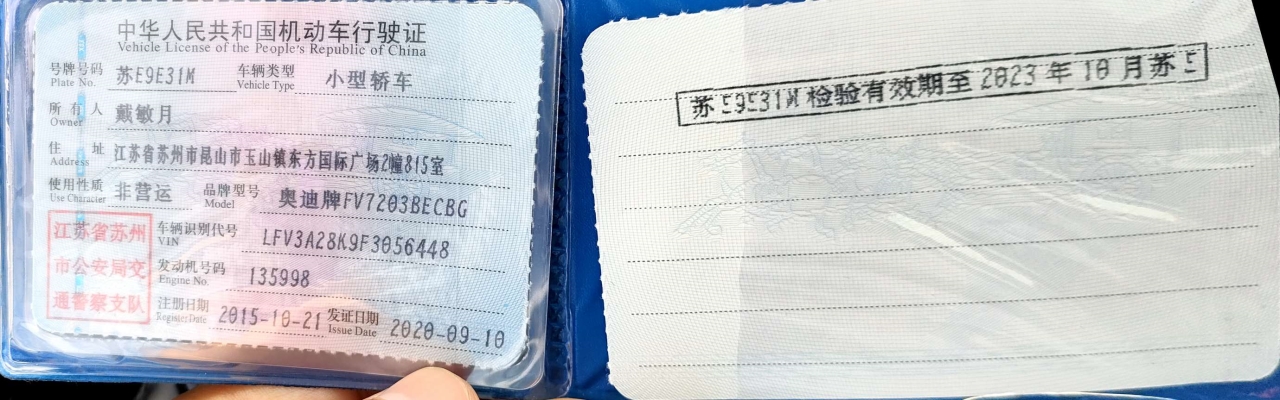 中华人民共和国机动车行驶证
Vehicle License of the People's Republic of China
号牌号码 苏E9E31M 车辆类型 小型轿车
Plate No. Vehicle Type
所有人 戴敏月
Owner
住址 江苏省苏州市昆山市玉山镇东方国际广场2幢815室
Address
使用性质 非营运 品牌型号 奥迪牌FV7203BECBG
Use Character Model
江苏省苏州
市公安局交
通警察支队
车辆识别代号 LFV3A28K9F3056448
VIN
发动机号码 135998
Engine No.
注册日期 2015-10-21 发证日期 2020-09-10
Register Date Issue Date
苏E9E31M 检验有效期至 2023 年 10 月 苏E